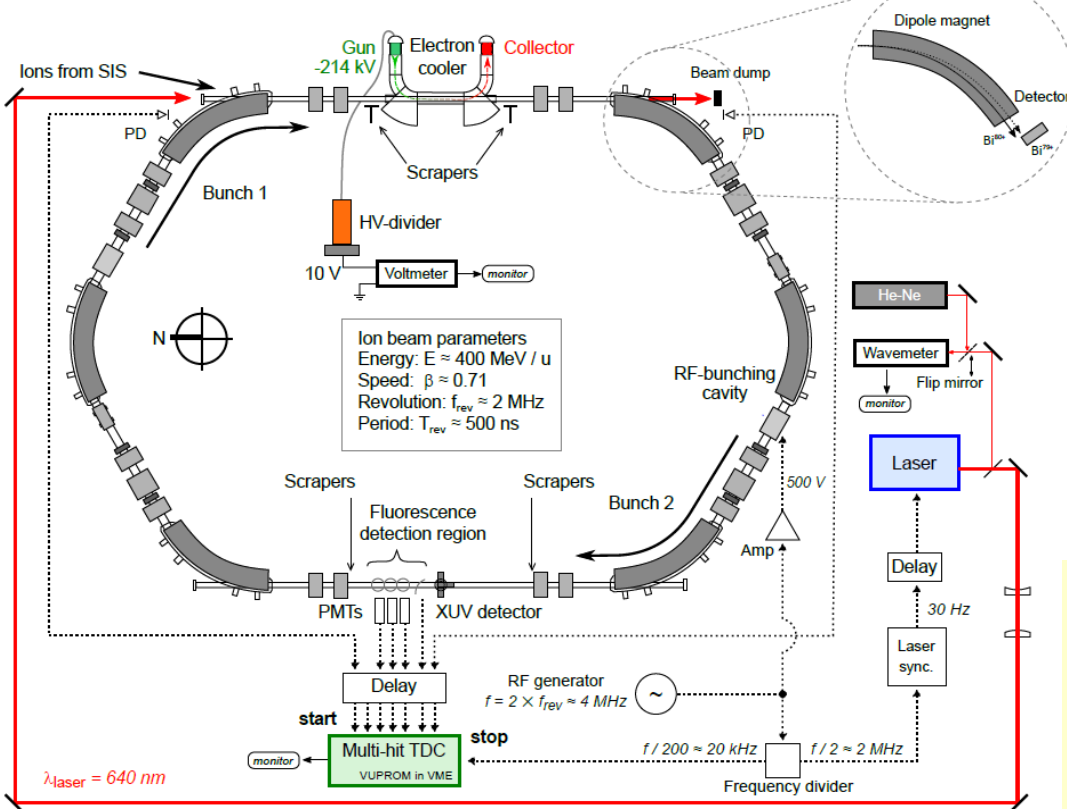 Dipole magnet
Detector
Bi⁸⁰⁺
Bi⁷⁹⁺
Gun
-214 kV
Electron
cooler
Collector
Ions from SIS
Beam dump
PD
PD
T
T
Scrapers
Bunch 1
HV-divider
10 V
Voltmeter
monitor
N
Ion beam parameters
Energy: E ≈ 400 MeV / u
Speed: β ≈ 0.71
Revolution: f_rev ≈ 2 MHz
Period: T_rev ≈ 500 ns
He-Ne
Wavemeter
Flip mirror
monitor
RF-bunching
cavity
Laser
500 V
Scrapers
Scrapers
Bunch 2
Fluorescence
detection region
Amp
Delay
30 Hz
PMTs
XUV detector
Laser
sync.
Delay
RF generator
f = 2 × f_rev ≈ 4 MHz
~
start
stop
Multi-hit TDC
VUPROM in VME
monitor
f / 200 ≈ 20 kHz
f / 2 ≈ 2 MHz
Frequency divider
λ_laser = 640 nm